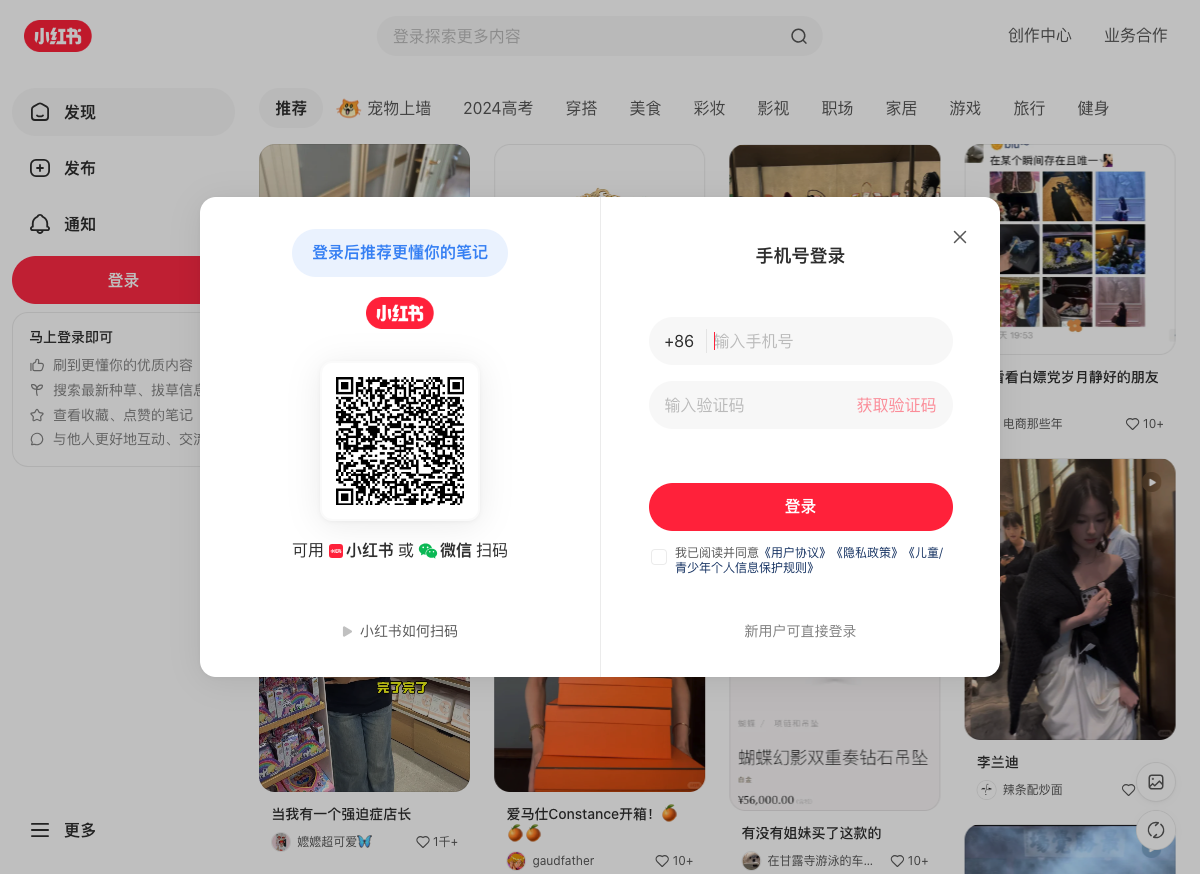 小红书
登录探索更多内容
创作中心
业务合作
发现
发布
通知
登录
马上登录即可
刷到更懂你的优质内容
搜索最新种草、拔草信息
查看收藏、点赞的笔记
与他人更好地互动、交流
更多
推荐
宠物上墙
2024高考
穿搭
美食
彩妆
影视
职场
家居
游戏
旅行
健身
在某个瞬间存在且唯一
19:53
看看白嫖党岁月静好的朋友
电商那些年
10+
登录后推荐更懂你的笔记
小红书
可用 小红书 或 微信 扫码
小红书如何扫码
手机号登录
+86
输入手机号
输入验证码
获取验证码
登录
我已阅读并同意《用户协议》《隐私政策》《儿童/
青少年个人信息保护规则》
新用户可直接登录
完了完了
当我有一个强迫症店长
嬷嬷超可爱
1千+
爱马仕Constance开箱！
gaudfather
10+
蝴蝶幻影双重奏钻石吊坠
白金
¥56,000.00
有没有姐妹买了这款的
在甘露寺游泳的车...
10+
李兰迪
辣条配炒面